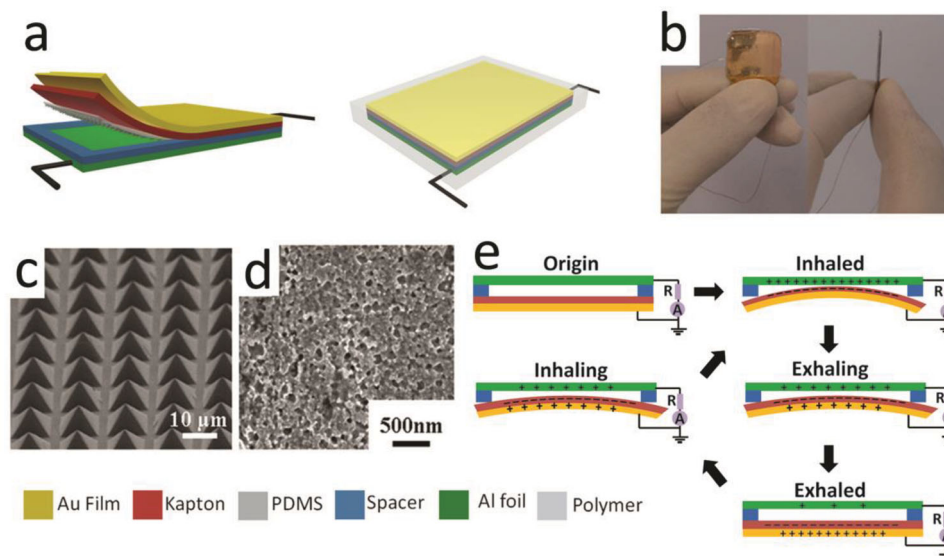 a
b
c
10 µm
d
500nm
e
Origin
R
A
Inhaled
+ + + + + + + + + + + + +
R
Inhaling
+ + + + + + +
R
A
Exhaling
+ + + + + + + +
R
Exhaled
+ + +
R
Au Film
Kapton
PDMS
Spacer
Al foil
Polymer